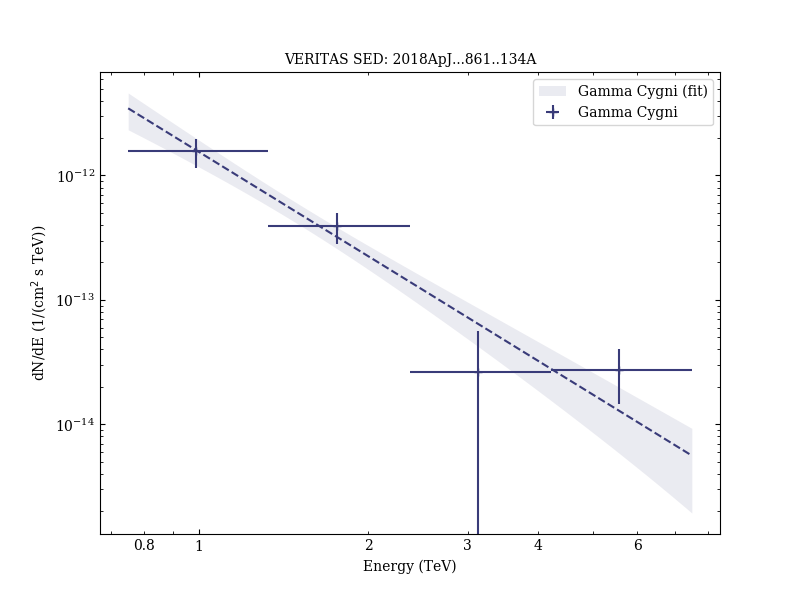 VERITAS SED: 2018ApJ...861..134A
Gamma Cygni (fit)
Gamma Cygni
dN/dE (1/(cm² s TeV))
10⁻¹²
10⁻¹³
10⁻¹⁴
0.8 1 2 3 4 6
Energy (TeV)